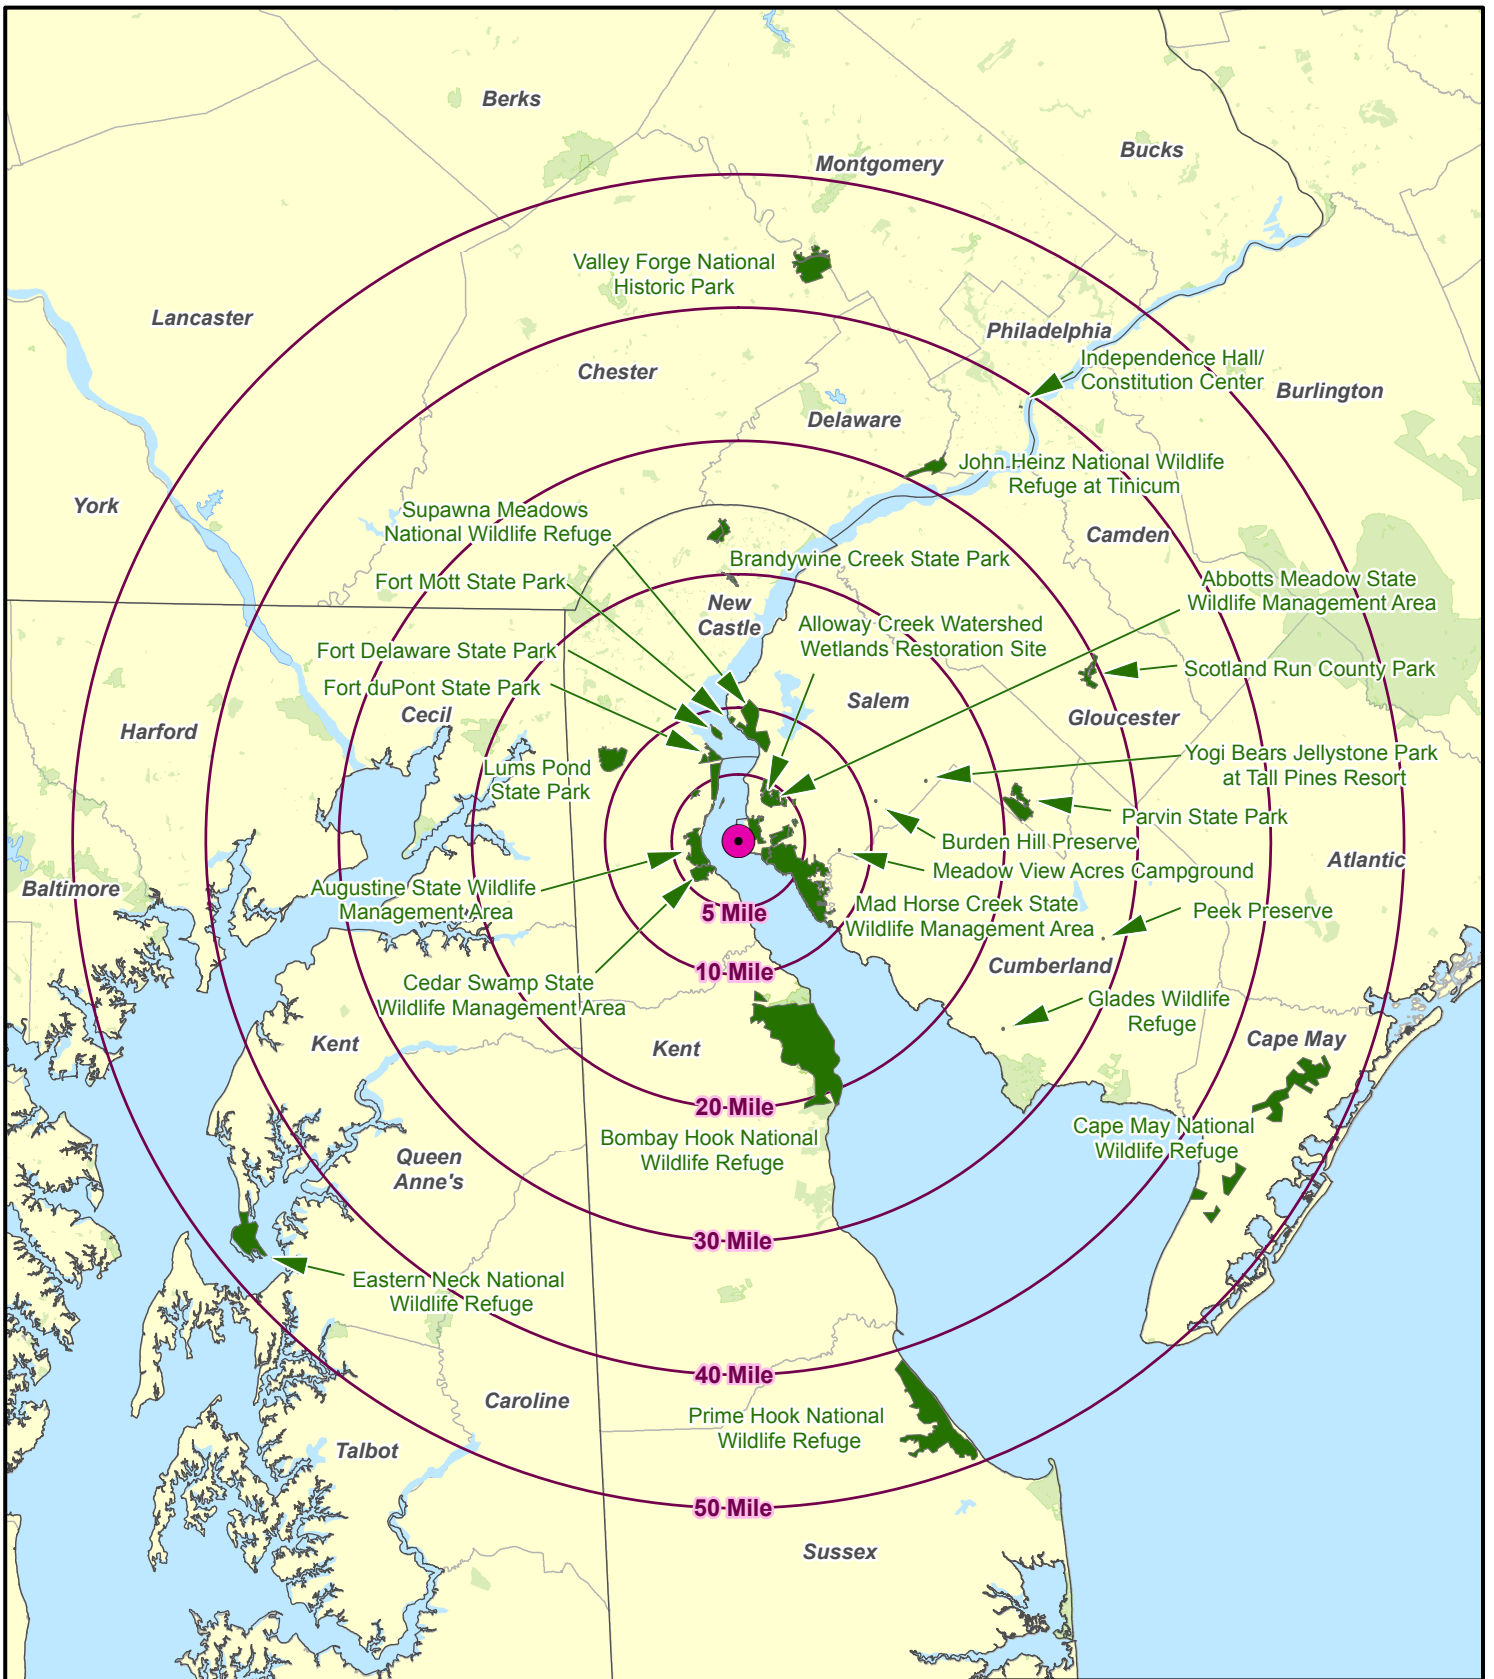 Berks
Montgomery
Bucks
Valley Forge National
Historic Park
Lancaster
Philadelphia
Independence Hall/
Constitution Center
Chester
Burlington
Delaware
John Heinz National Wildlife
Refuge at Tinicum
York
Supawna Meadows
National Wildlife Refuge
Camden
Brandywine Creek State Park
Fort Mott State Park
Abbotts Meadow State
Wildlife Management Area
New
Castle
Alloway Creek Watershed
Wetlands Restoration Site
Fort Delaware State Park
Scotland Run County Park
Fort duPont State Park
Salem
Cecil
Gloucester
Harford
Yogi Bears Jellystone Park
at Tall Pines Resort
Lums Pond
State Park
Parvin State Park
Burden Hill Preserve
Atlantic
Meadow View Acres Campground
Baltimore
Augustine State Wildlife
Management Area
5 Mile
Mad Horse Creek State
Wildlife Management Area
Peek Preserve
10 Mile
Cumberland
Cedar Swamp State
Wildlife Management Area
Glades Wildlife
Refuge
Kent
Kent
Cape May
20 Mile
Bombay Hook National
Wildlife Refuge
Cape May National
Wildlife Refuge
Queen
Anne's
30 Mile
Eastern Neck National
Wildlife Refuge
40 Mile
Caroline
Prime Hook National
Wildlife Refuge
Talbot
50 Mile
Sussex